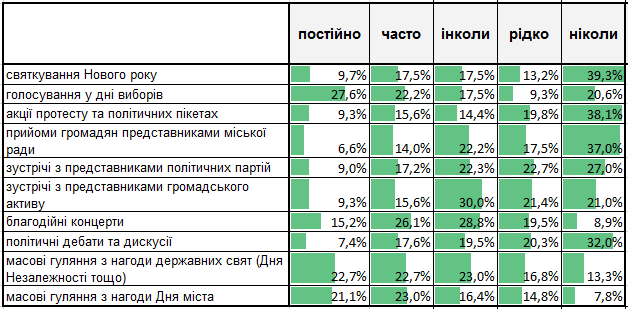 постійно часто інколи рідко ніколи
святкування Нового року 9,7% 17,5% 17,5% 13,2% 39,3%
голосування у дні виборів 27,6% 22,2% 17,5% 9,3% 20,6%
акції протесту та політичних пікетах 9,3% 15,6% 14,4% 19,8% 38,1%
прийоми громадян представниками міської
ради 6,6% 14,0% 22,2% 17,5% 37,0%
зустрічі з представниками політичних партій 9,0% 17,2% 22,3% 22,7% 27,0%
зустрічі з представниками громадського
активу 9,3% 15,6% 30,0% 21,4% 21,0%
благодійні концерти 15,2% 26,1% 28,8% 19,5% 8,9%
політичні дебати та дискусії 7,4% 17,6% 19,5% 20,3% 32,0%
масові гуляння з нагоди державних свят (Дня
Незалежності тощо) 22,7% 22,7% 23,0% 16,8% 13,3%
масові гуляння з нагоди Дня міста 21,1% 23,0% 16,4% 14,8% 7,8%